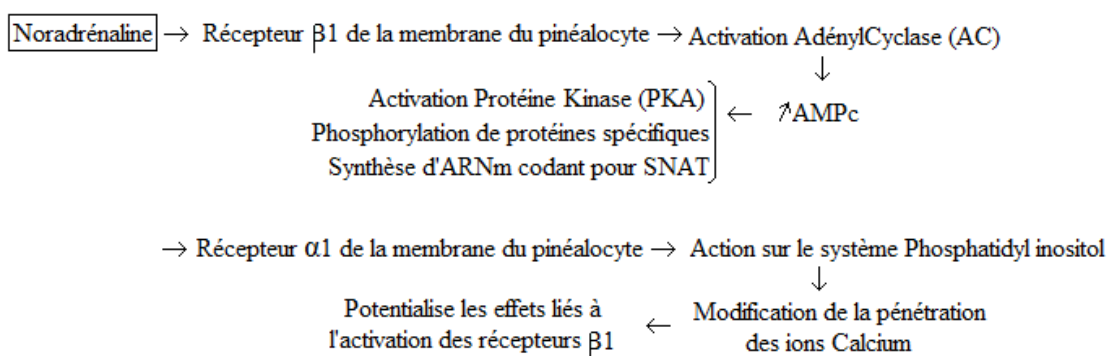 Noradrénaline → Récepteur β1 de la membrane du pinéalocyte → Activation AdénylCyclase (AC)
↓
Activation Protéine Kinase (PKA) ← ↗AMPc
Phosphorylation de protéines spécifiques
Synthèse d'ARNm codant pour SNAT
→ Récepteur α1 de la membrane du pinéalocyte → Action sur le système Phosphatidyl inositol
↓
Potentialise les effets liés à l'activation des récepteurs β1 ← Modification de la pénétration des ions Calcium